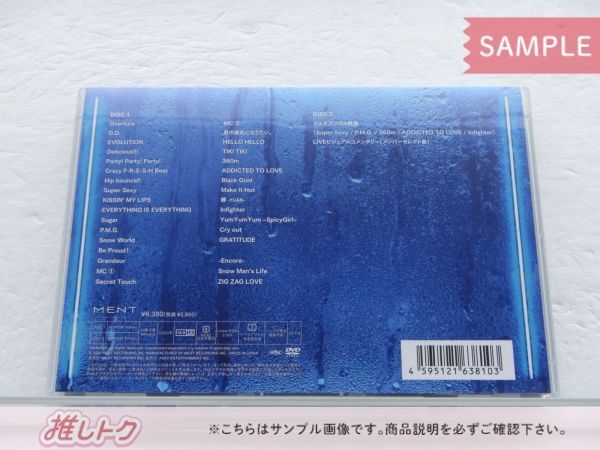 SAMPLE
DISC 1
Overture
D.D.
EVOLUTION
Delicious!!!
Party! Party! Party!
Crazy F-R-E-S-H Beat
Hip bounce!!
Super Sexy
KISSIN' MY LIPS
EVERYTHING IS EVERYTHING
Sugar
P.M.G.
Snow World
Be Proud!
Grandeur
MC ①
Secret Touch
MC ②
君の彼氏になりたい。
HELLO HELLO
TIKI TIKI
360m
ADDICTED TO LOVE
Black Gold
Make It Hot
縁 -YUÁN-
Infighter
YumYumYum ~SpicyGirl~
Cry out
GRATITUDE
-Encore-
Snow Man's Life
ZIG ZAG LOVE
DISC 2
マルチアングル映像
(Super Sexy / P.M.G. / 360m / ADDICTED TO LOVE / Infighter)
LIVEビジュアルコメンタリー(メンバーセレクト曲)
MENT
¥6,380(税抜¥5,800)
COLOR
DVD
4 595121 638103
推しトク
※こちらはサンプル画像です。商品説明を必ずご確認ください。